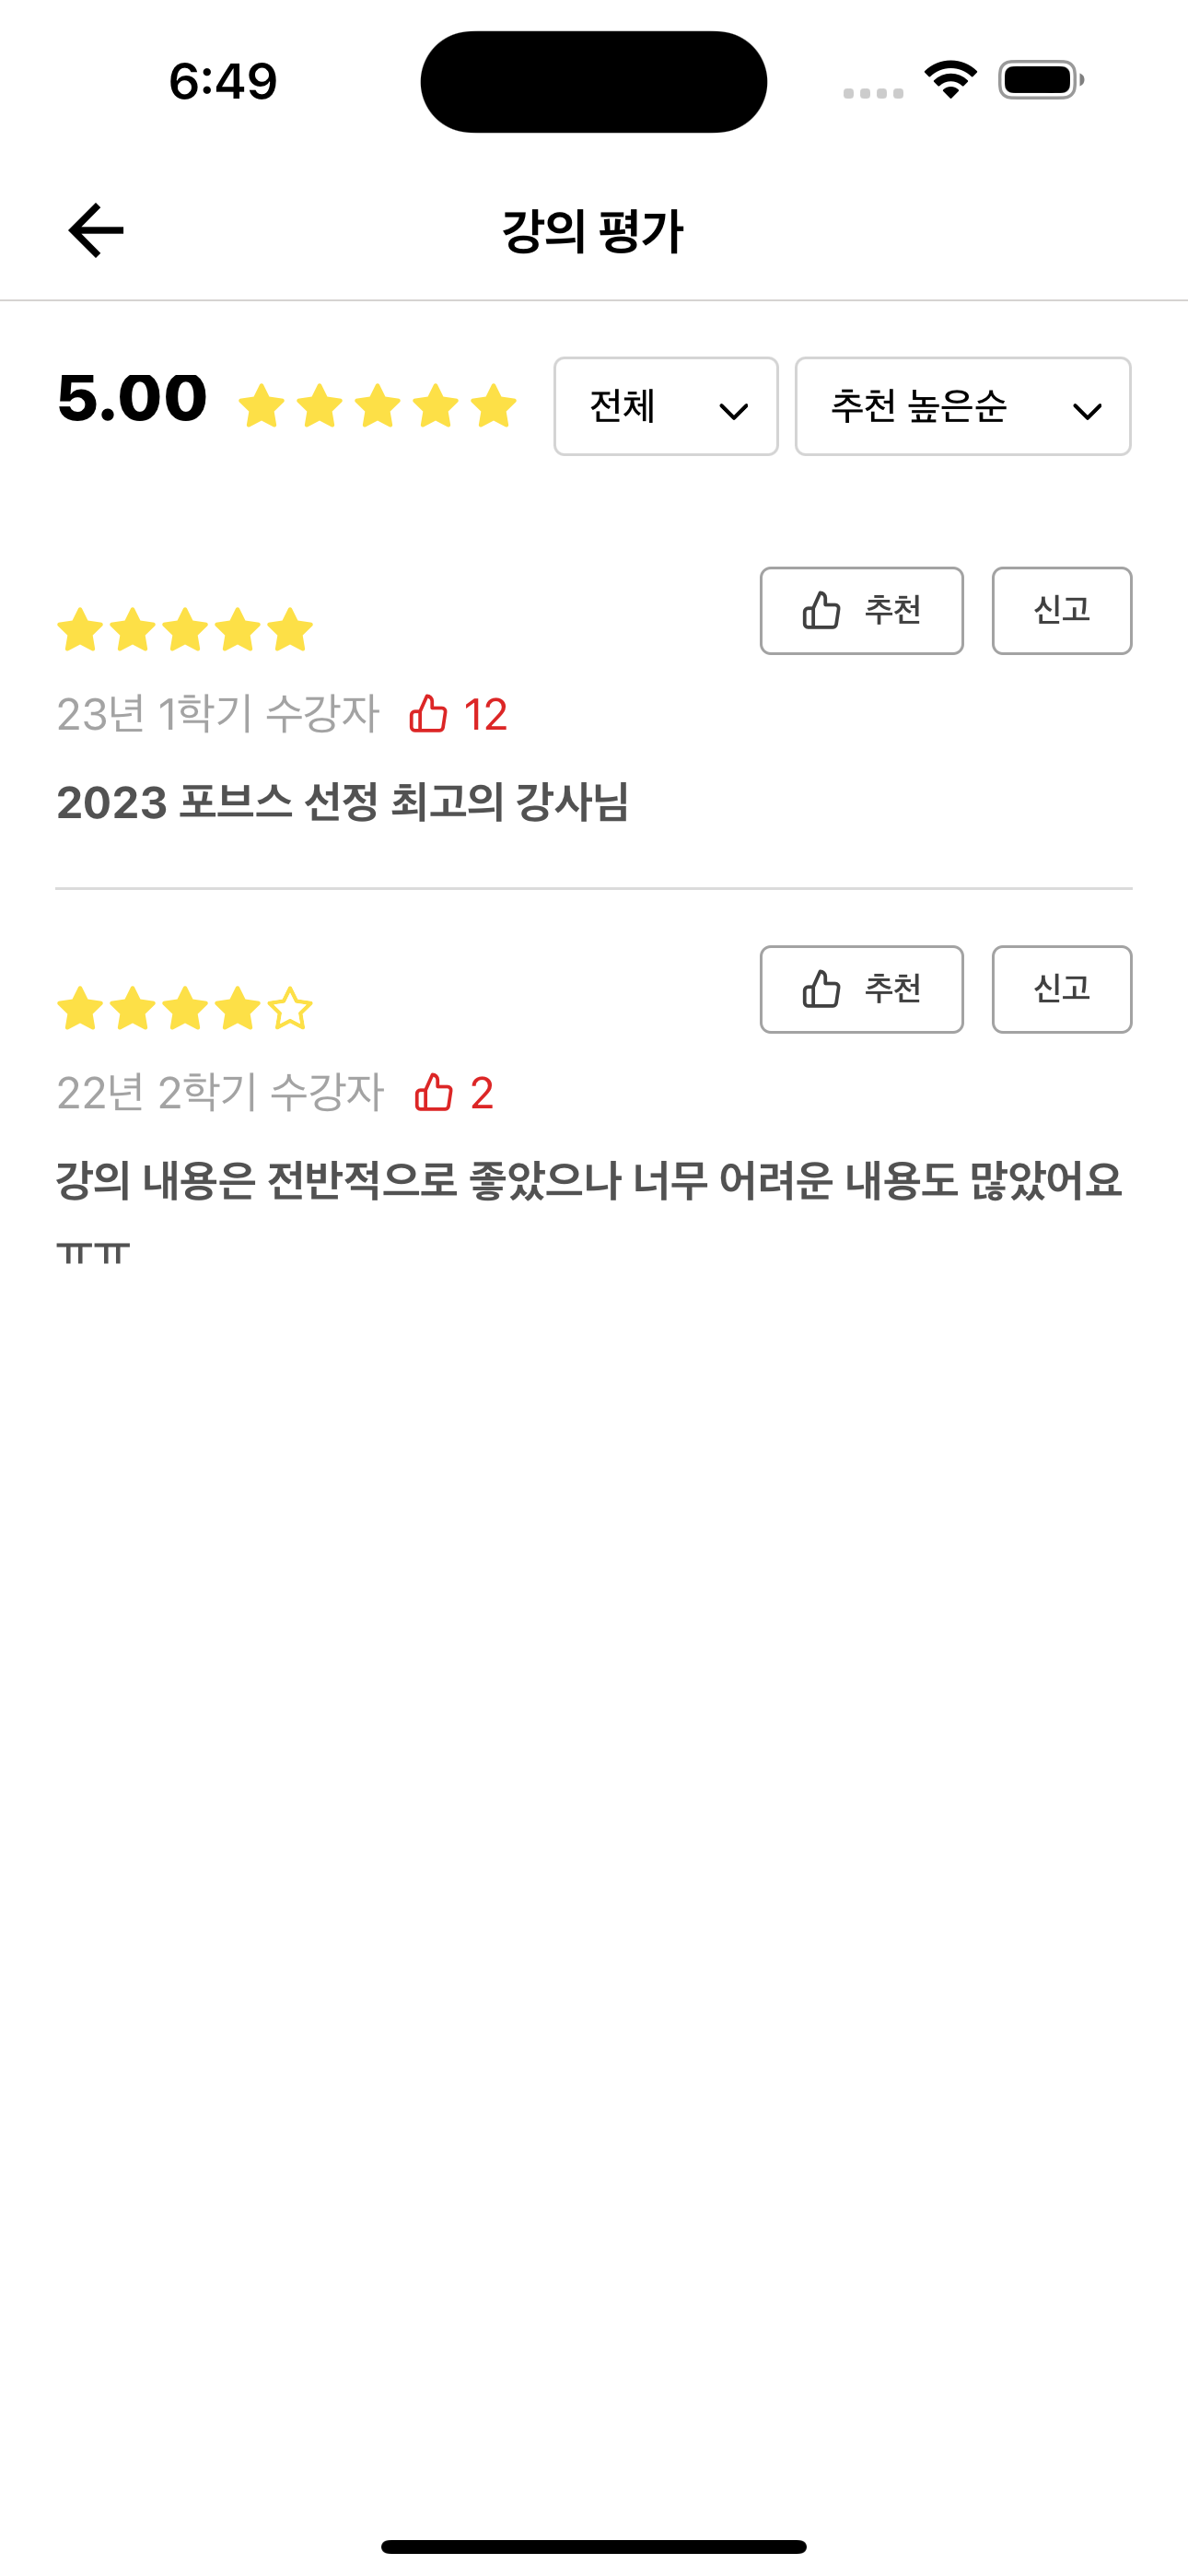 6:49
강의 평가
5.00 전체 추천 높은순
추천 신고
23년 1학기 수강자 12
2023 포브스 선정 최고의 강사님
추천 신고
22년 2학기 수강자 2
강의 내용은 전반적으로 좋았으나 너무 어려운 내용도 많았어요
ㅠㅠ